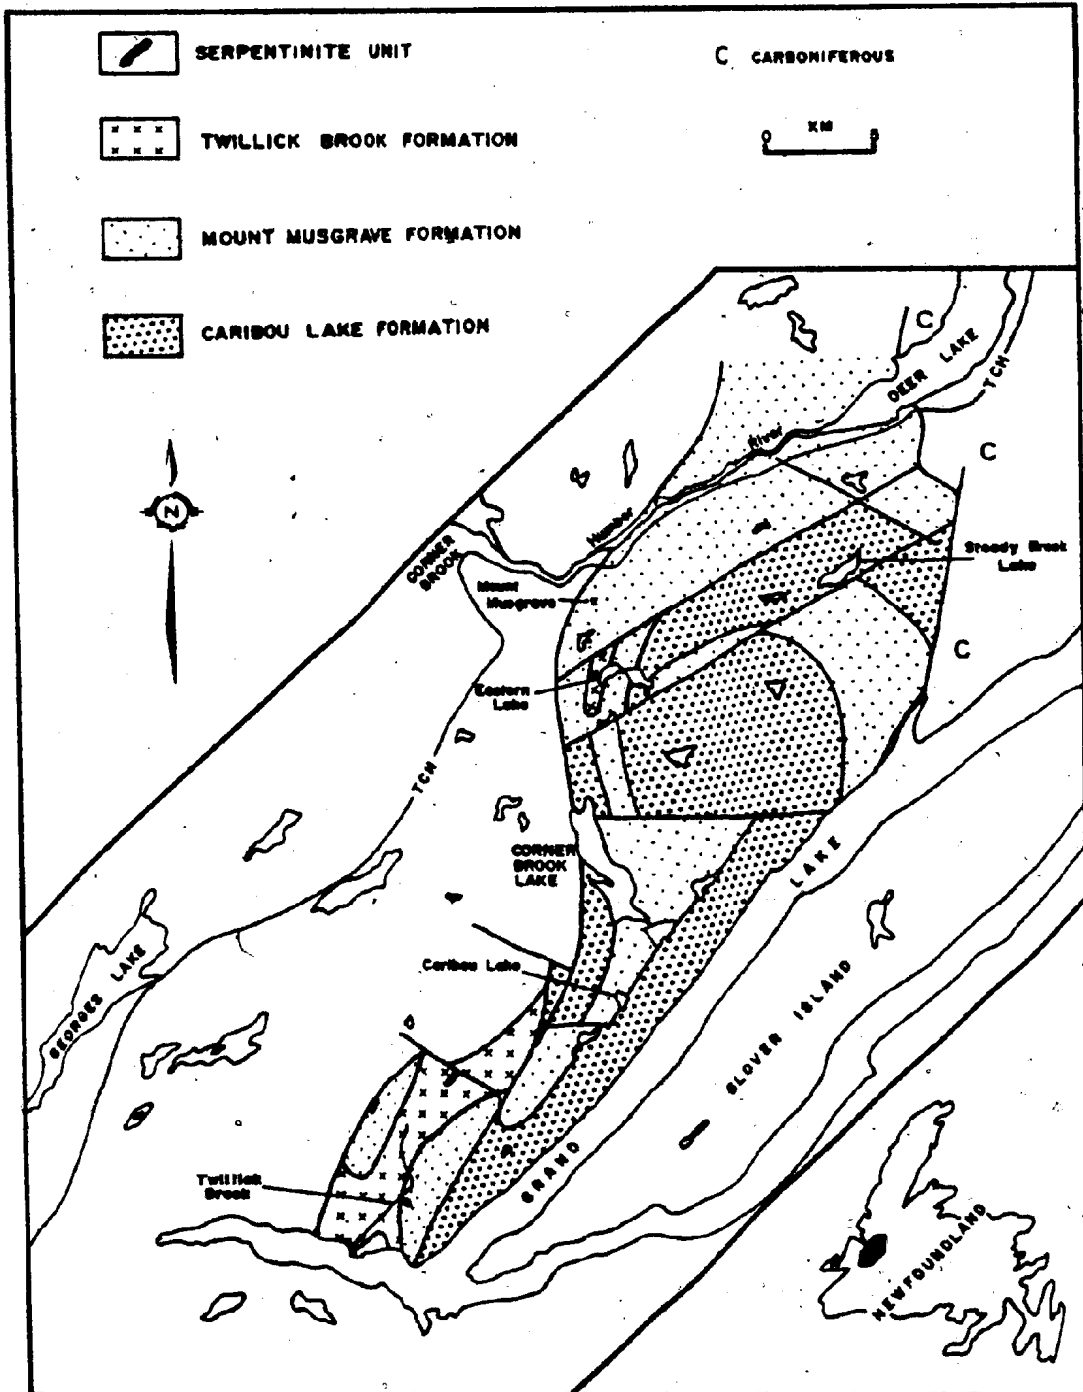 SERPENTINITE UNIT
C CARBONIFEROUS
KM
TWILLICK BROOK FORMATION
MOUNT MUSGRAVE FORMATION
CARIBOU LAKE FORMATION
C
DEER LAKE
TCH
River
C
N
Humber
CORNER
BROOK
Steady Brook
Lake
Mount
Musgrave
C
Eastern
Lake
TCH
CORNER
BROOK
LAKE
LAKE
Caribou Lake
GEORGES LAKE
GLOVER ISLAND
GRAND
Twillick
Brook
NEWFOUNDLAND